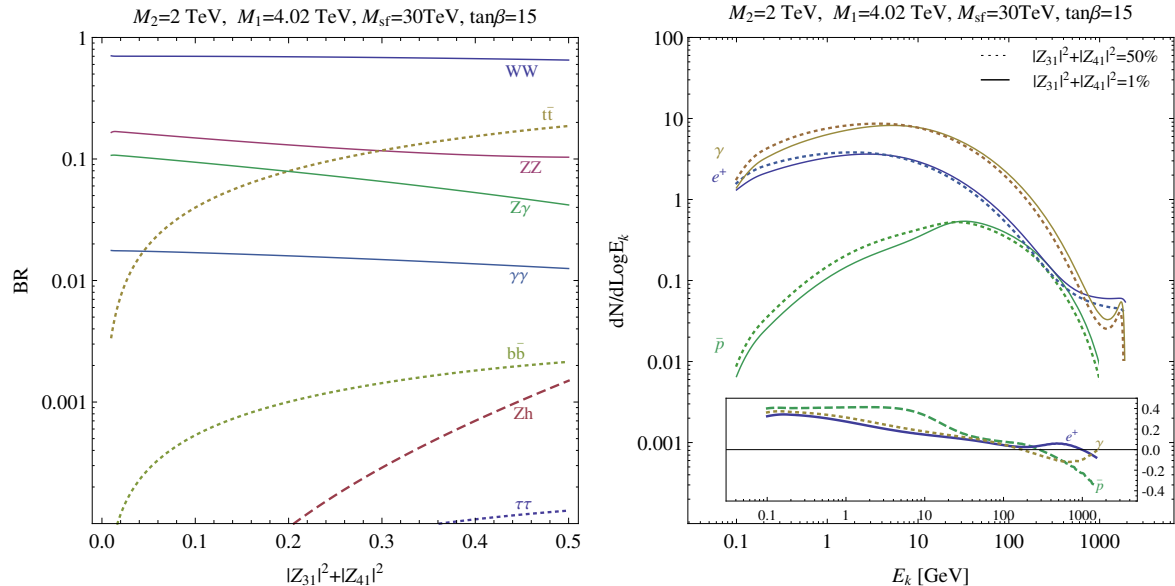 M₂=2 TeV, M₁=4.02 TeV, M_sf=30TeV, tanβ=15
1
0.1
0.01
0.001
BR
WW
tt̄
ZZ
Zγ
γγ
bb̄
Zh
ττ
0.0
0.1
0.2
0.3
0.4
0.5
|Z₃₁|²+|Z₄₁|²
M₂=2 TeV, M₁=4.02 TeV, M_sf=30TeV, tanβ=15
100
10
1
0.1
0.01
0.001
dN/dLogE_k
|Z₃₁|²+|Z₄₁|²=50%
|Z₃₁|²+|Z₄₁|²=1%
γ
e⁺
p̄
0.4
0.2
0.0
-0.2
-0.4
e⁺
γ
p̄
0.1
1
10
100
1000
0.1
1
10
100
1000
E_k [GeV]